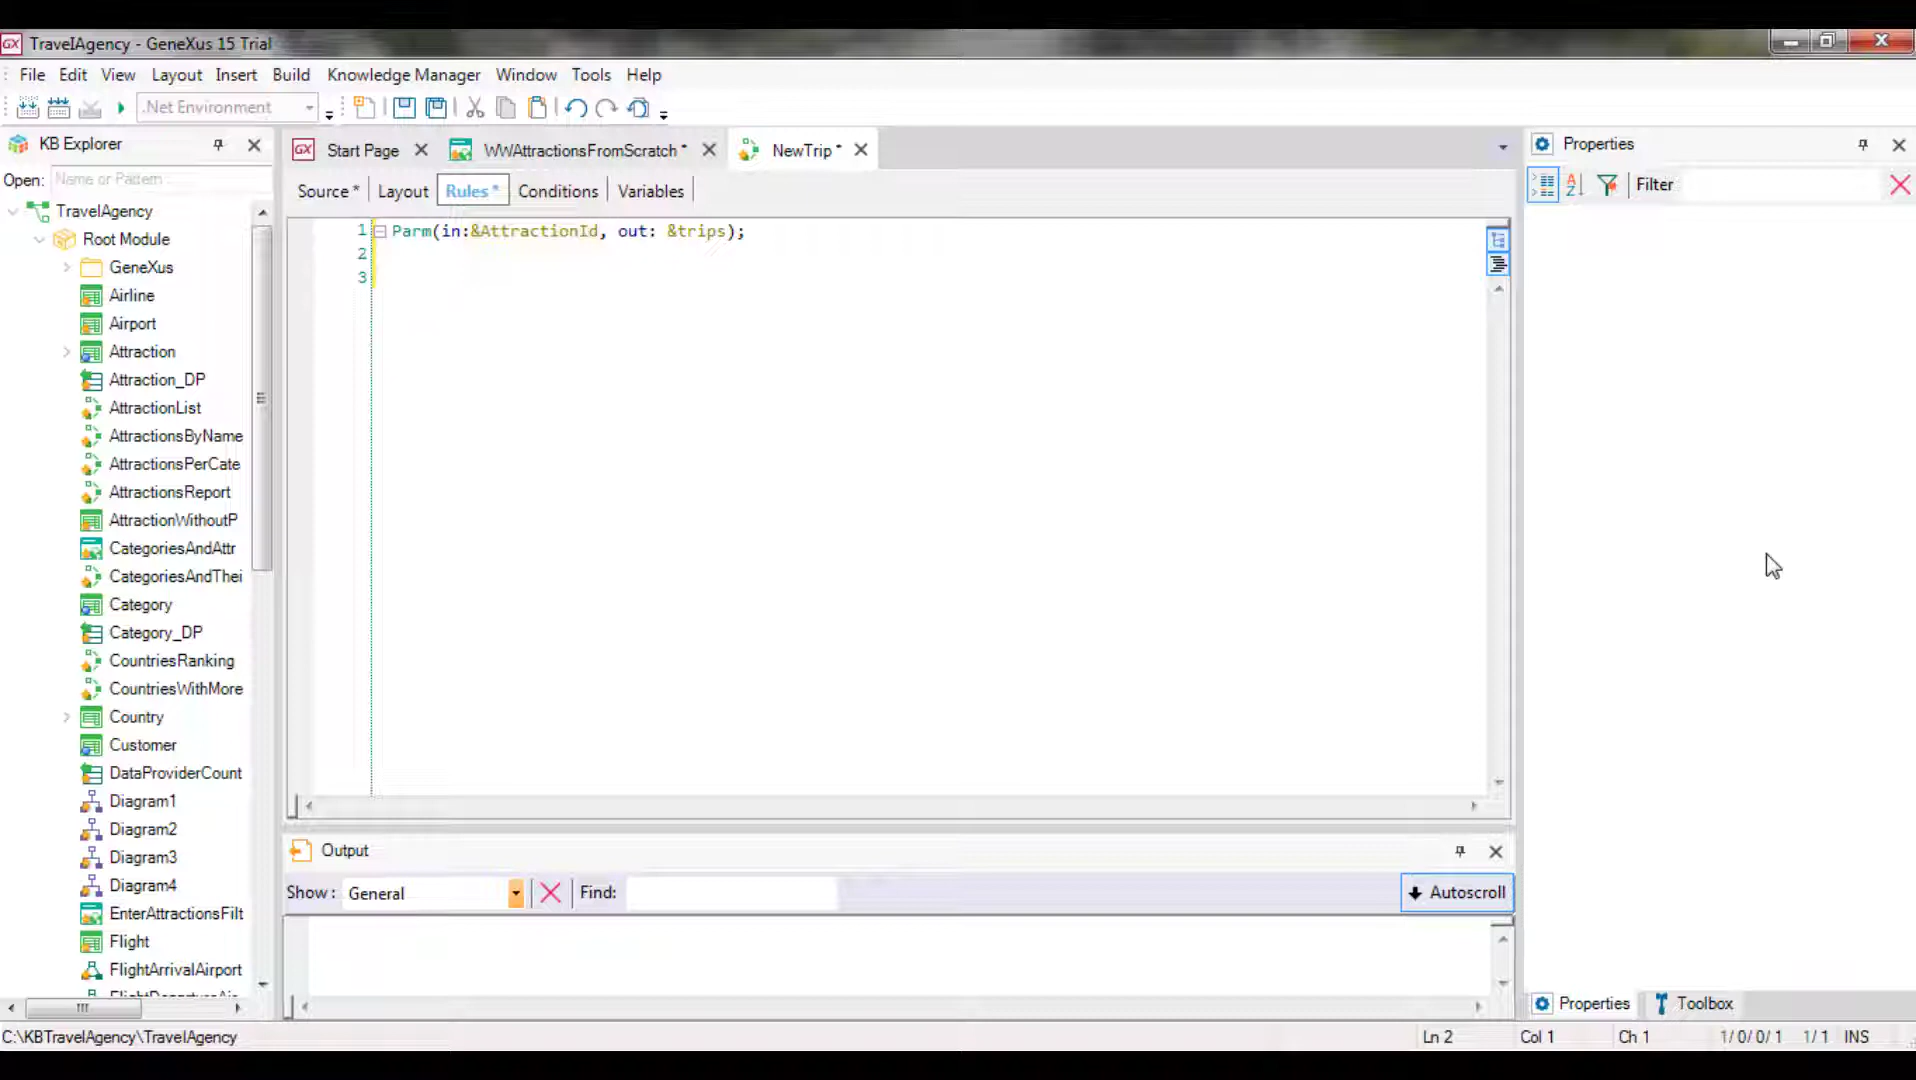 TravelAgency - GeneXus 15 Trial
File Edit View Layout Insert Build Knowledge Manager Window Tools Help
.Net Environment
KB Explorer
Open: Name or Pattern
TravelAgency
Root Module
GeneXus
Airline
Airport
Attraction
Attraction_DP
AttractionList
AttractionsByName
AttractionsPerCate
AttractionsReport
AttractionWithoutP
CategoriesAndAttr
CategoriesAndThei
Category
Category_DP
CountriesRanking
CountriesWithMore
Country
Customer
DataProviderCount
Diagram1
Diagram2
Diagram3
Diagram4
EnterAttractionsFilt
Flight
FlightArrivalAirport
Start Page WWAttractionsFromScratch * NewTrip *
Source * Layout Rules * Conditions Variables
1 Parm(in:&AttractionId, out: &trips);
2
3
Output
Show : General Find: Autoscroll
Properties
Filter
Properties Toolbox
C:\KBTravelAgency\TravelAgency Ln 2 Col 1 Ch 1 1/0/0/1 1/1 INS